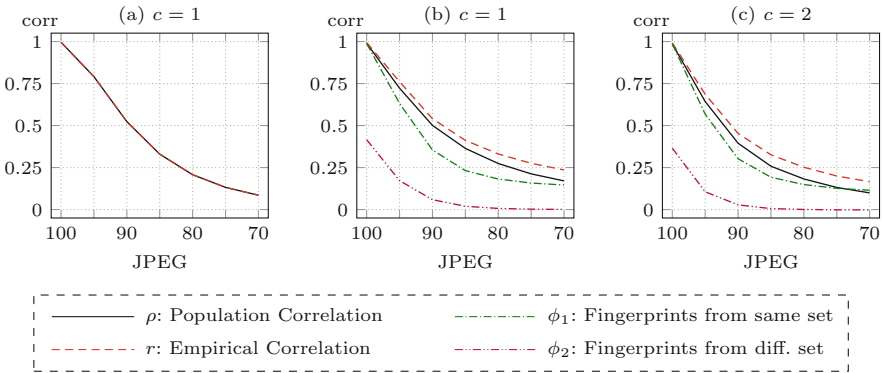 (a) c = 1
(b) c = 1
(c) c = 2
corr
corr
corr
1
0.75
0.5
0.25
0
1
0.75
0.5
0.25
0
1
0.75
0.5
0.25
0
100 90 80 70
100 90 80 70
100 90 80 70
JPEG
JPEG
JPEG
ρ: Population Correlation
ϕ₁: Fingerprints from same set
r: Empirical Correlation
ϕ₂: Fingerprints from diff. set